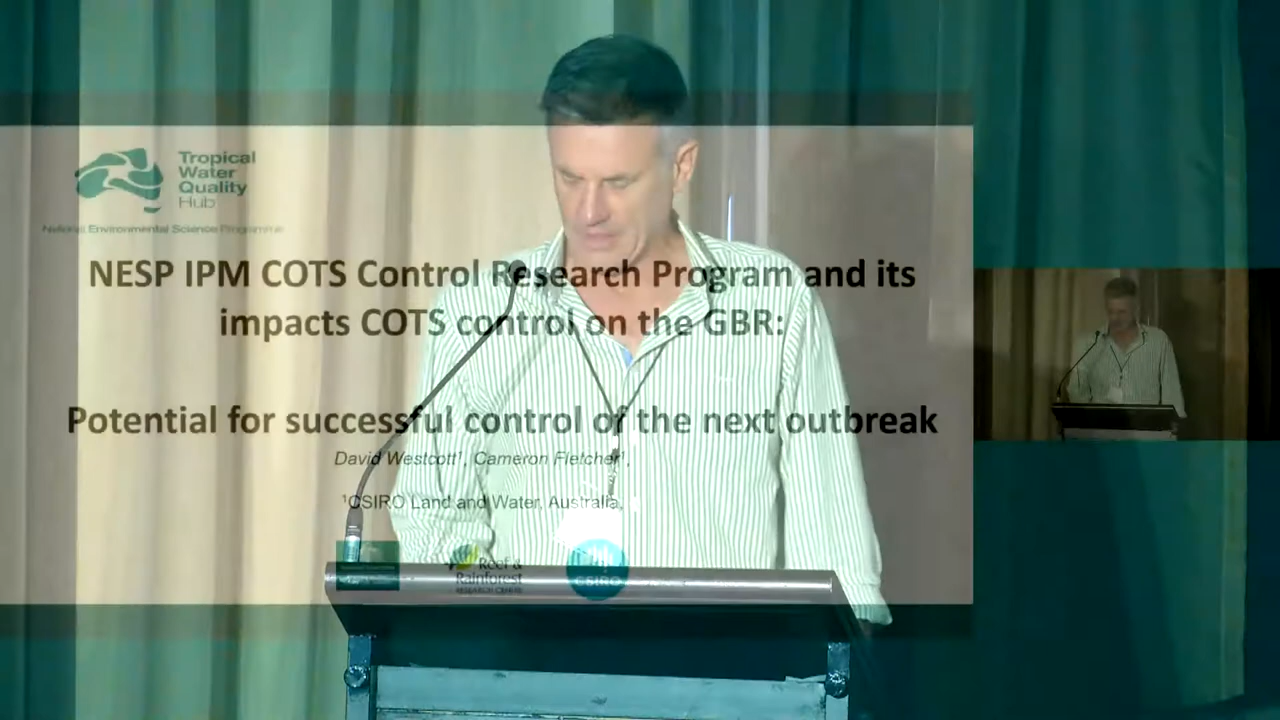 Tropical
Water
Quality
Hub
National Environmental Science Programme
NESP IPM COTS Control Research Program and its
impacts COTS control on the GBR:
Potential for successful control of the next outbreak
David Westcott¹, Cameron Fletcher¹,
¹CSIRO Land and Water, Australia,
Reef &
Rainforest
RESEARCH CENTRE
CSIRO